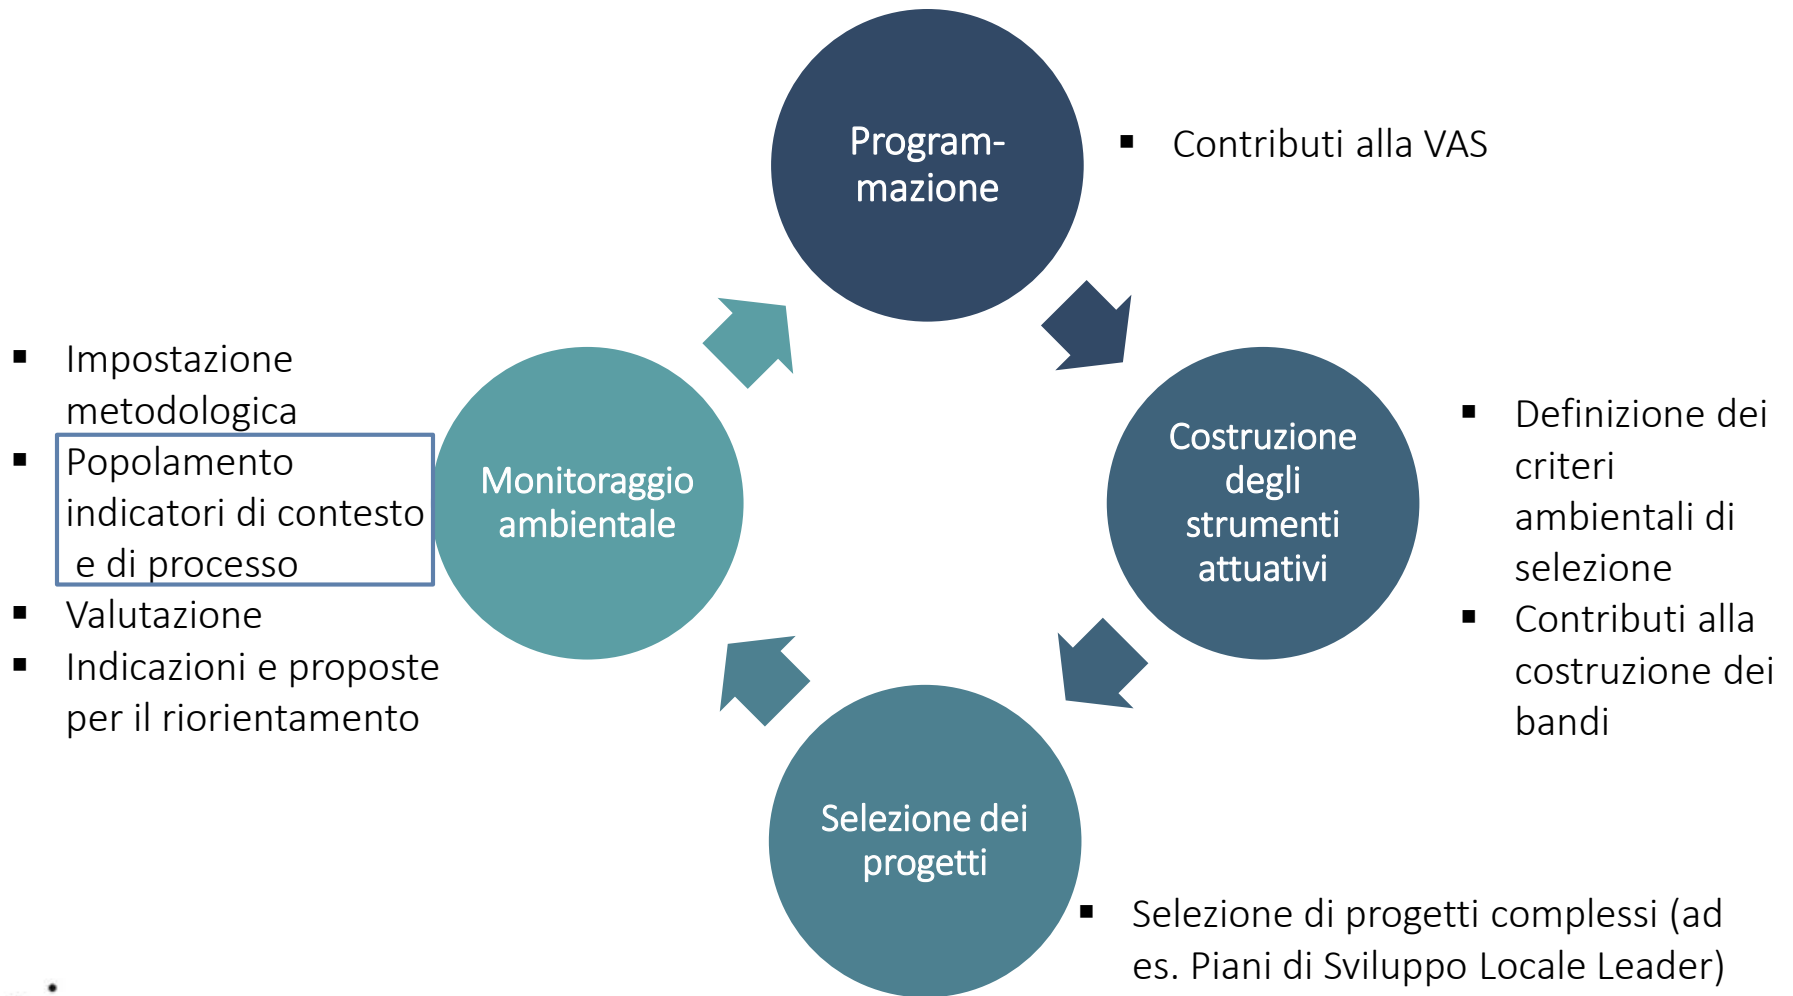 Program-
mazione
▪ Contributi alla VAS
Costruzione
degli
strumenti
attuativi
▪ Definizione dei
criteri
ambientali di
selezione
▪ Contributi alla
costruzione dei
bandi
Selezione dei
progetti
▪ Selezione di progetti complessi (ad
es. Piani di Sviluppo Locale Leader)
Monitoraggio
ambientale
▪ Impostazione
metodologica
▪ Popolamento
indicatori di contesto
e di processo
▪ Valutazione
▪ Indicazioni e proposte
per il riorientamento